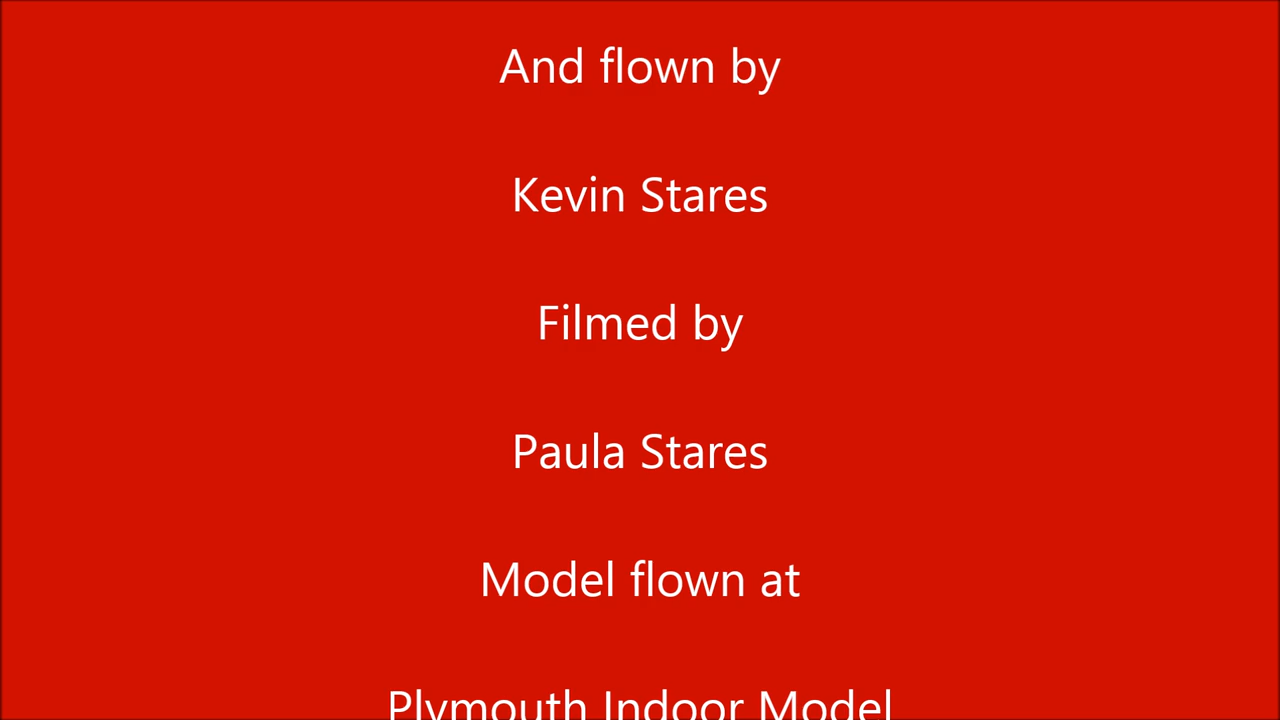 And flown by
Kevin Stares
Filmed by
Paula Stares
Model flown at
Plymouth Indoor Model